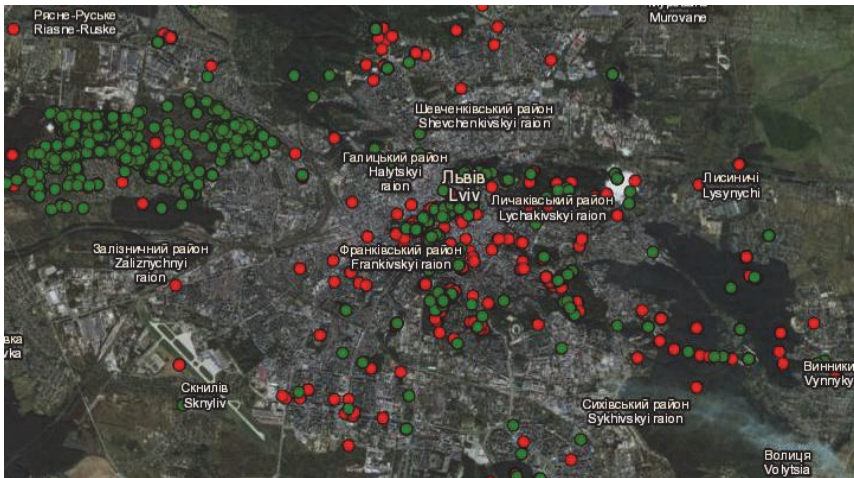 Рясне-Руське
Riasne-Ruske
Murovane
Шевченківський район
Shevchenkivskyi raion
Галицький район
Halytskyi
raion
Львів
Lviv
Лисиничі
Lysynychi
Личаківський район
Lychakivskyi raion
Залізничний район
Zaliznychnyi
raion
Франківський район
Frankivskyi raion
вка
vka
Скнилів
Sknyliv
Винники
Vynnyky
Сихівський район
Sykhivskyi raion
Волиця
Volytsia